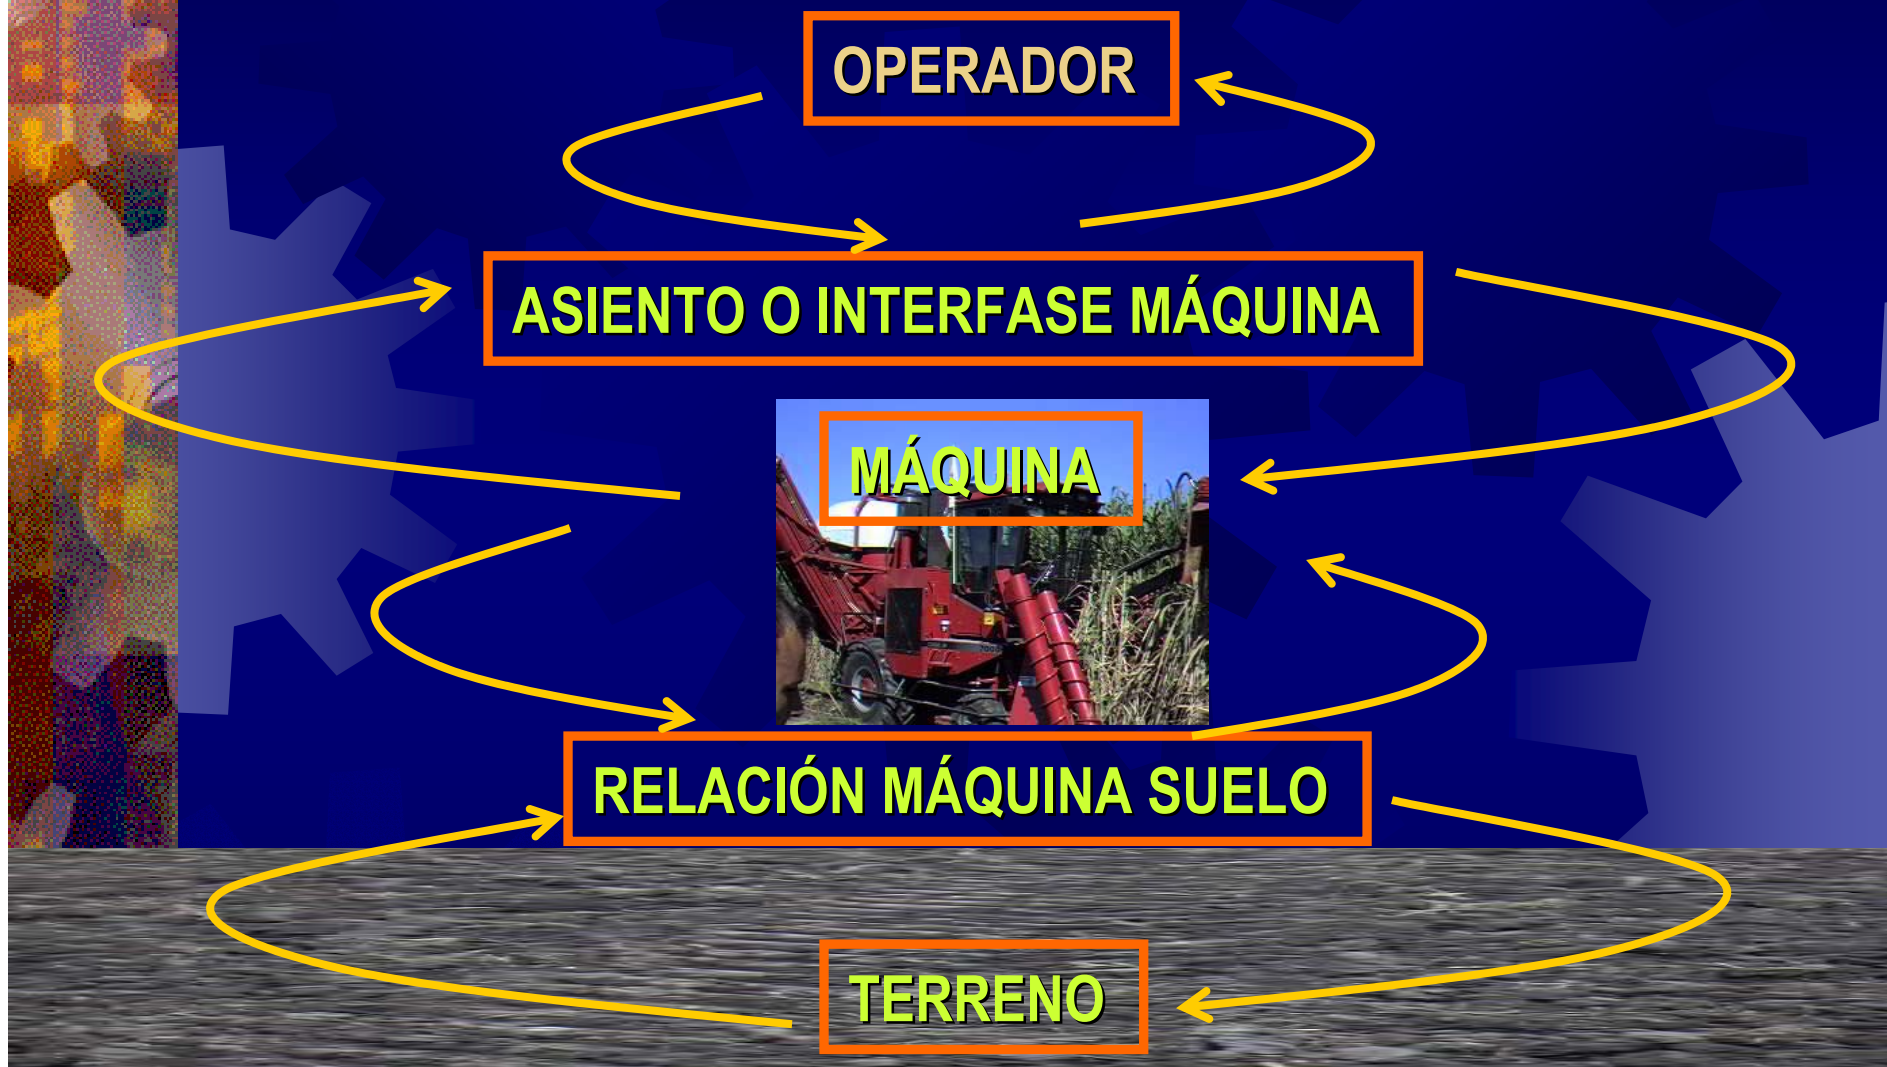 OPERADOR
ASIENTO O INTERFASE MÁQUINA
MÁQUINA
RELACIÓN MÁQUINA SUELO
TERRENO